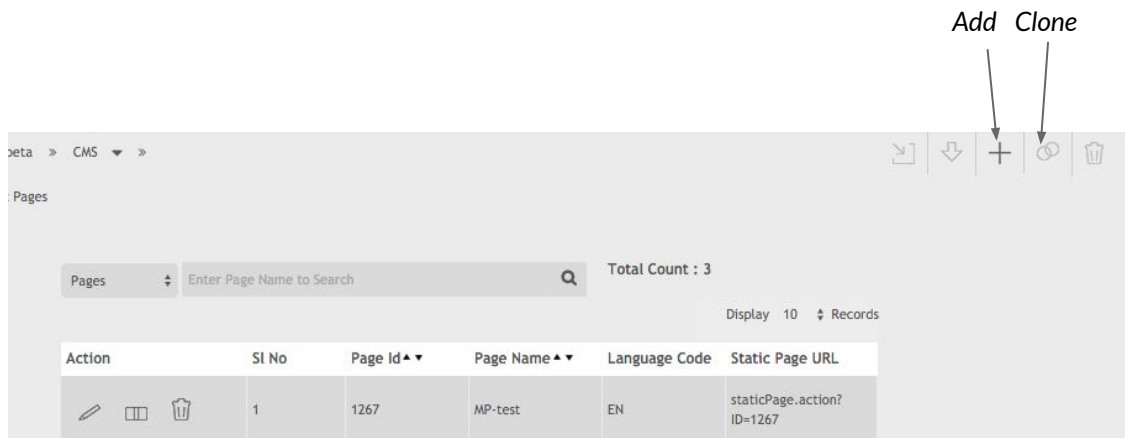 Add Clone
beta » CMS »
: Pages
Pages Enter Page Name to Search Total Count : 3
Display 10 Records
Action Sl No Page Id Page Name Language Code Static Page URL
1 1267 MP-test EN staticPage.action?
ID=1267